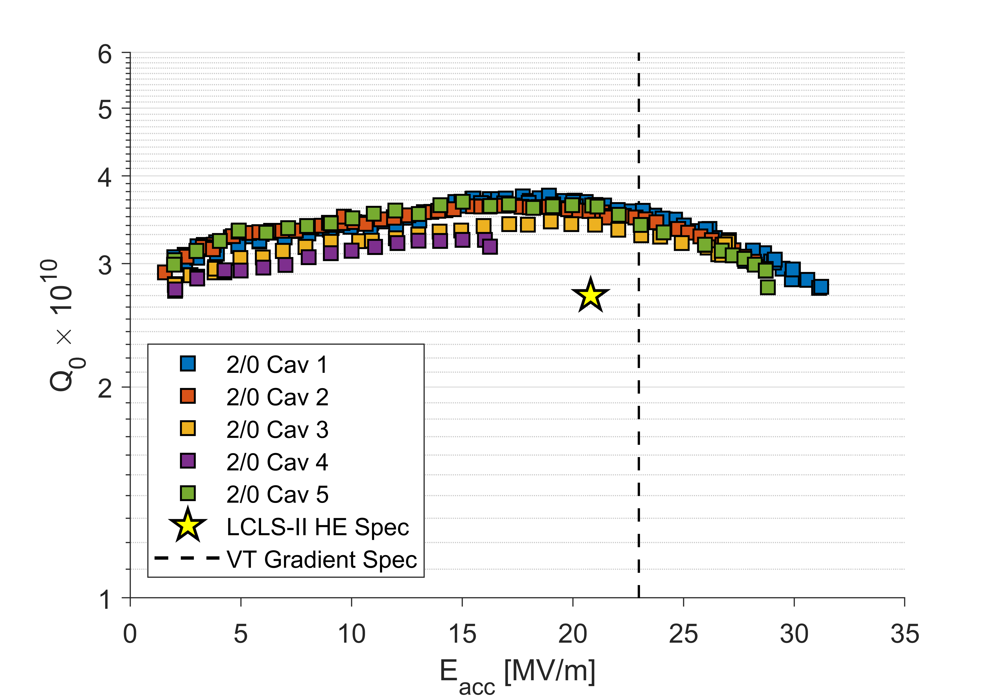 6
5
4
3
2
1
Q0 × 10^10
2/0 Cav 1
2/0 Cav 2
2/0 Cav 3
2/0 Cav 4
2/0 Cav 5
LCLS-II HE Spec
VT Gradient Spec
0 5 10 15 20 25 30 35
Eacc [MV/m]